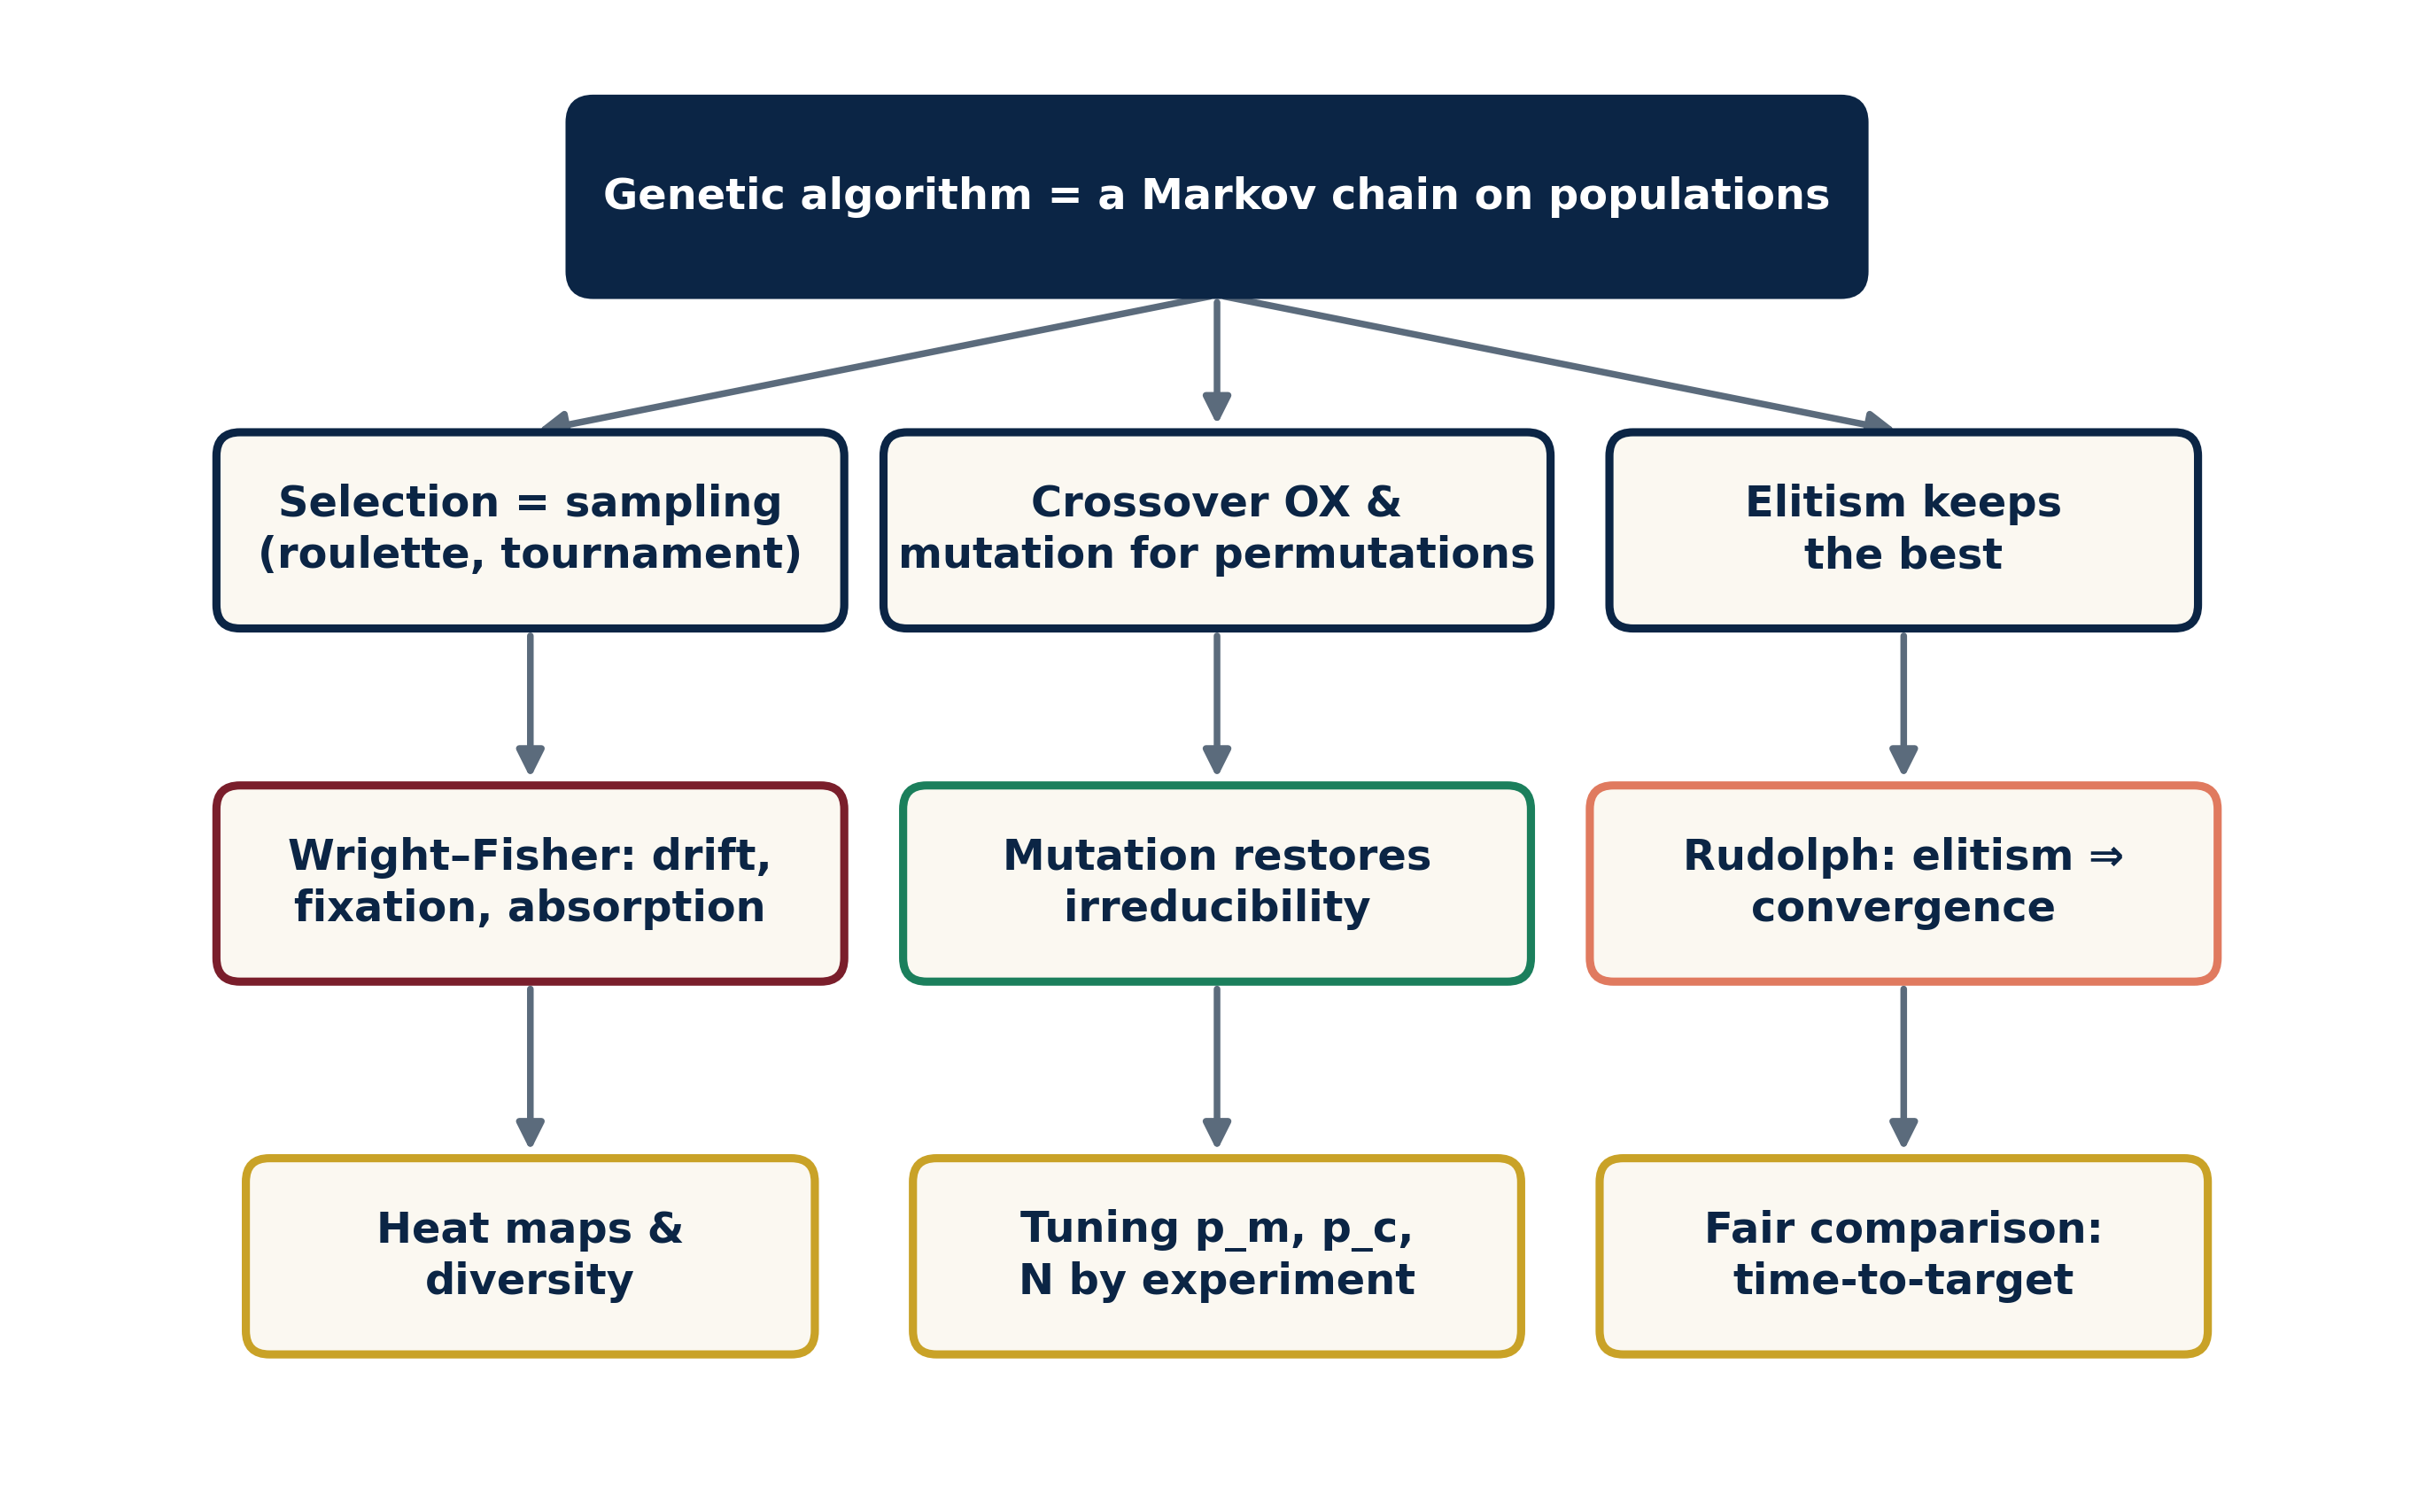 Genetic algorithm = a Markov chain on populations
Selection = sampling
(roulette, tournament)
Crossover OX &
mutation for permutations
Elitism keeps
the best
Wright–Fisher: drift,
fixation, absorption
Mutation restores
irreducibility
Rudolph: elitism ⇒
convergence
Heat maps &
diversity
Tuning p_m, p_c,
N by experiment
Fair comparison:
time-to-target